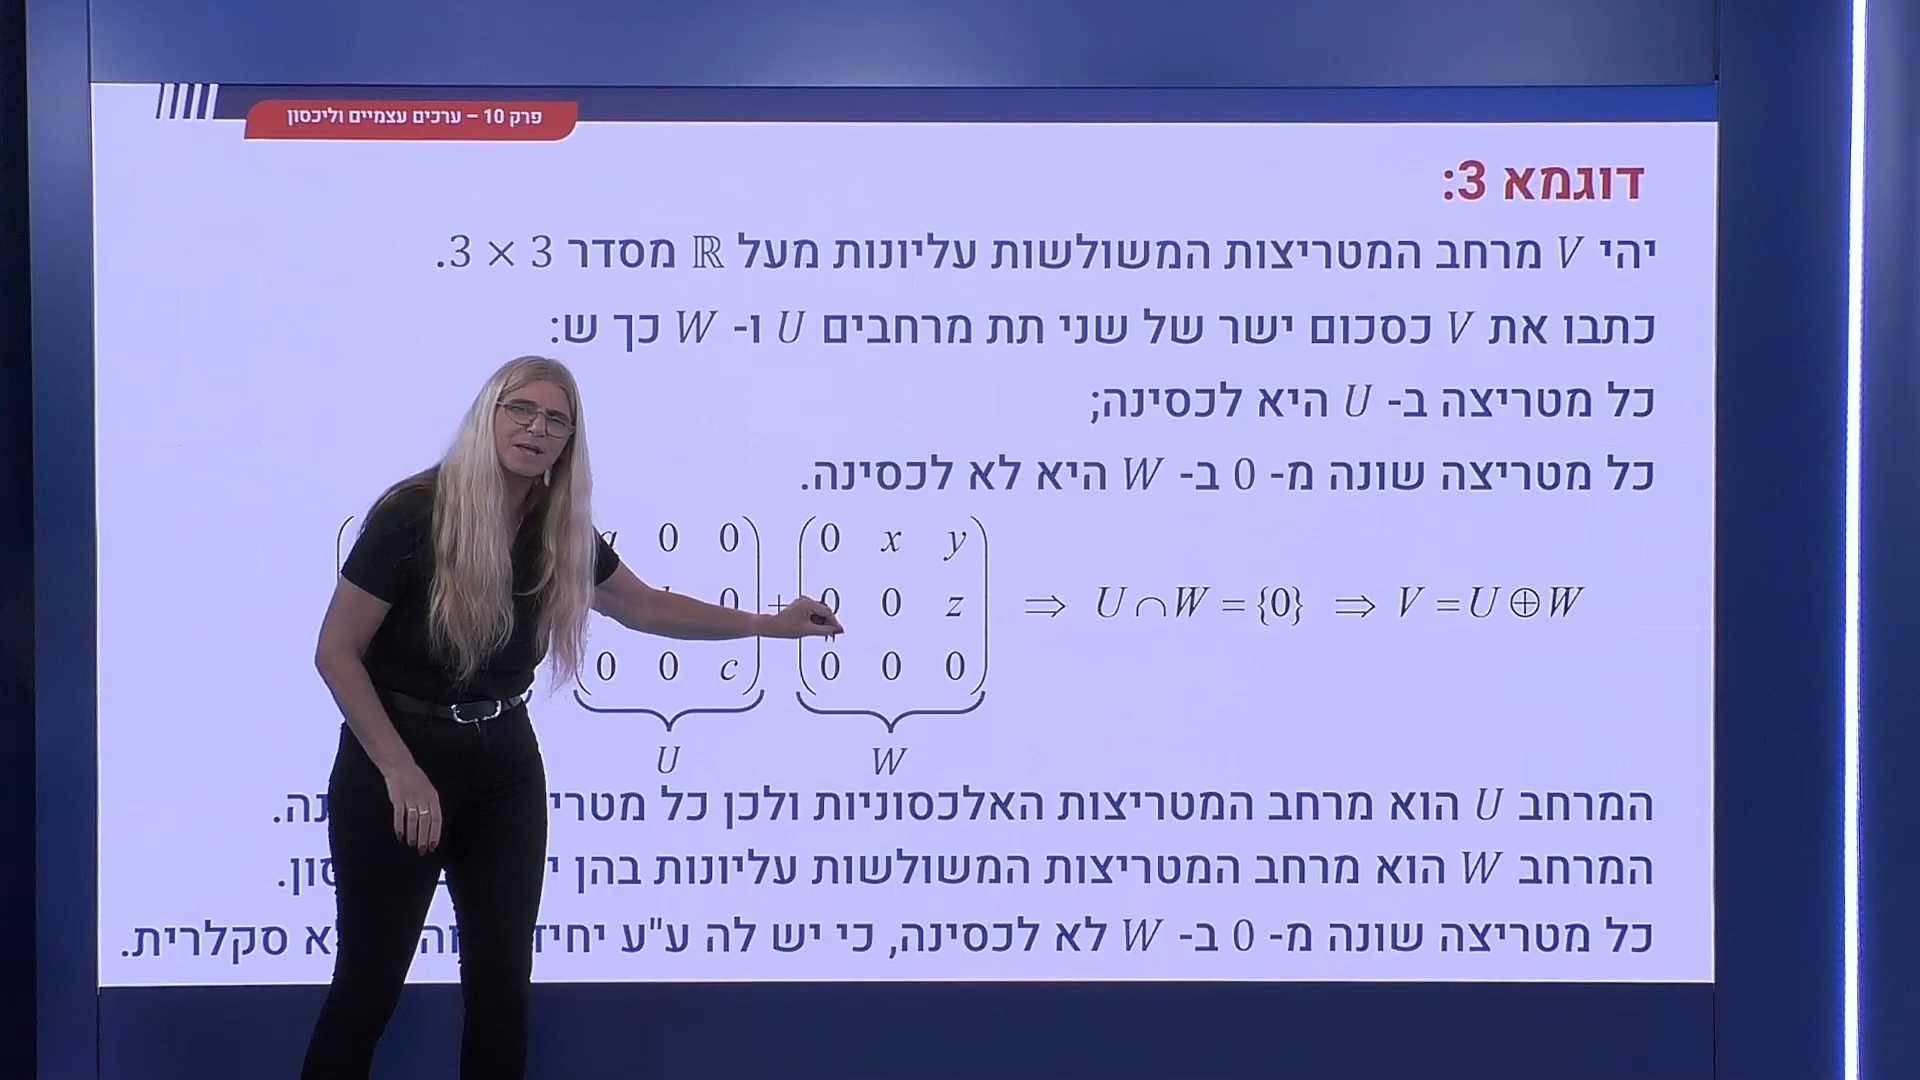 פרק 10 – ערכים עצמיים וליכסון
דוגמא 3:
יהי V מרחב המטריצות המשולשות עליונות מעל ℝ מסדר 3 × 3.
כתבו את V כסכום ישר של שני תת מרחבים U ו- W כך ש:
כל מטריצה ב- U היא לכסינה;
כל מטריצה שונה מ- 0 ב- W היא לא לכסינה.
0 0 0 x y
0 + 0 0 z ⇒ U∩W = {0} ⇒ V = U⊕W
0 0 c 0 0 0
U W
המרחב U הוא מרחב המטריצות האלכסוניות ולכן כל
המרחב W הוא מרחב המטריצות המשולשות עליונות בהן
כל מטריצה שונה מ- 0 ב- W לא לכסינה, כי יש לה ע"ע סקלרית.